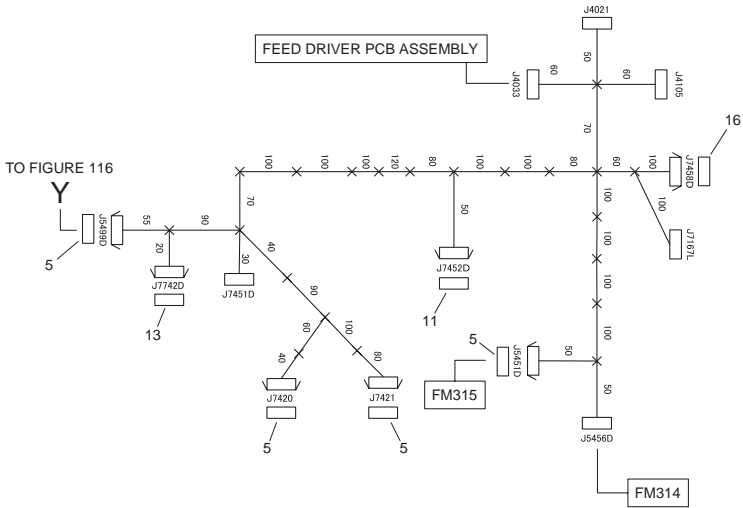 J4021
FEED DRIVER PCB ASSEMBLY
50
60
60
J4033
J4105
70
16
TO FIGURE 116
Y
100
100
100
120
80
100
100
80
60
100
J7458D
J5499D
55
90
70
50
100
100
J7167L
5
20
40
30
J7742D
J7451D
J7452D
100
90
13
11
60
100
100
5
J5451D
50
40
80
FM315
50
J7420
J7421
5
5
J5456D
FM314